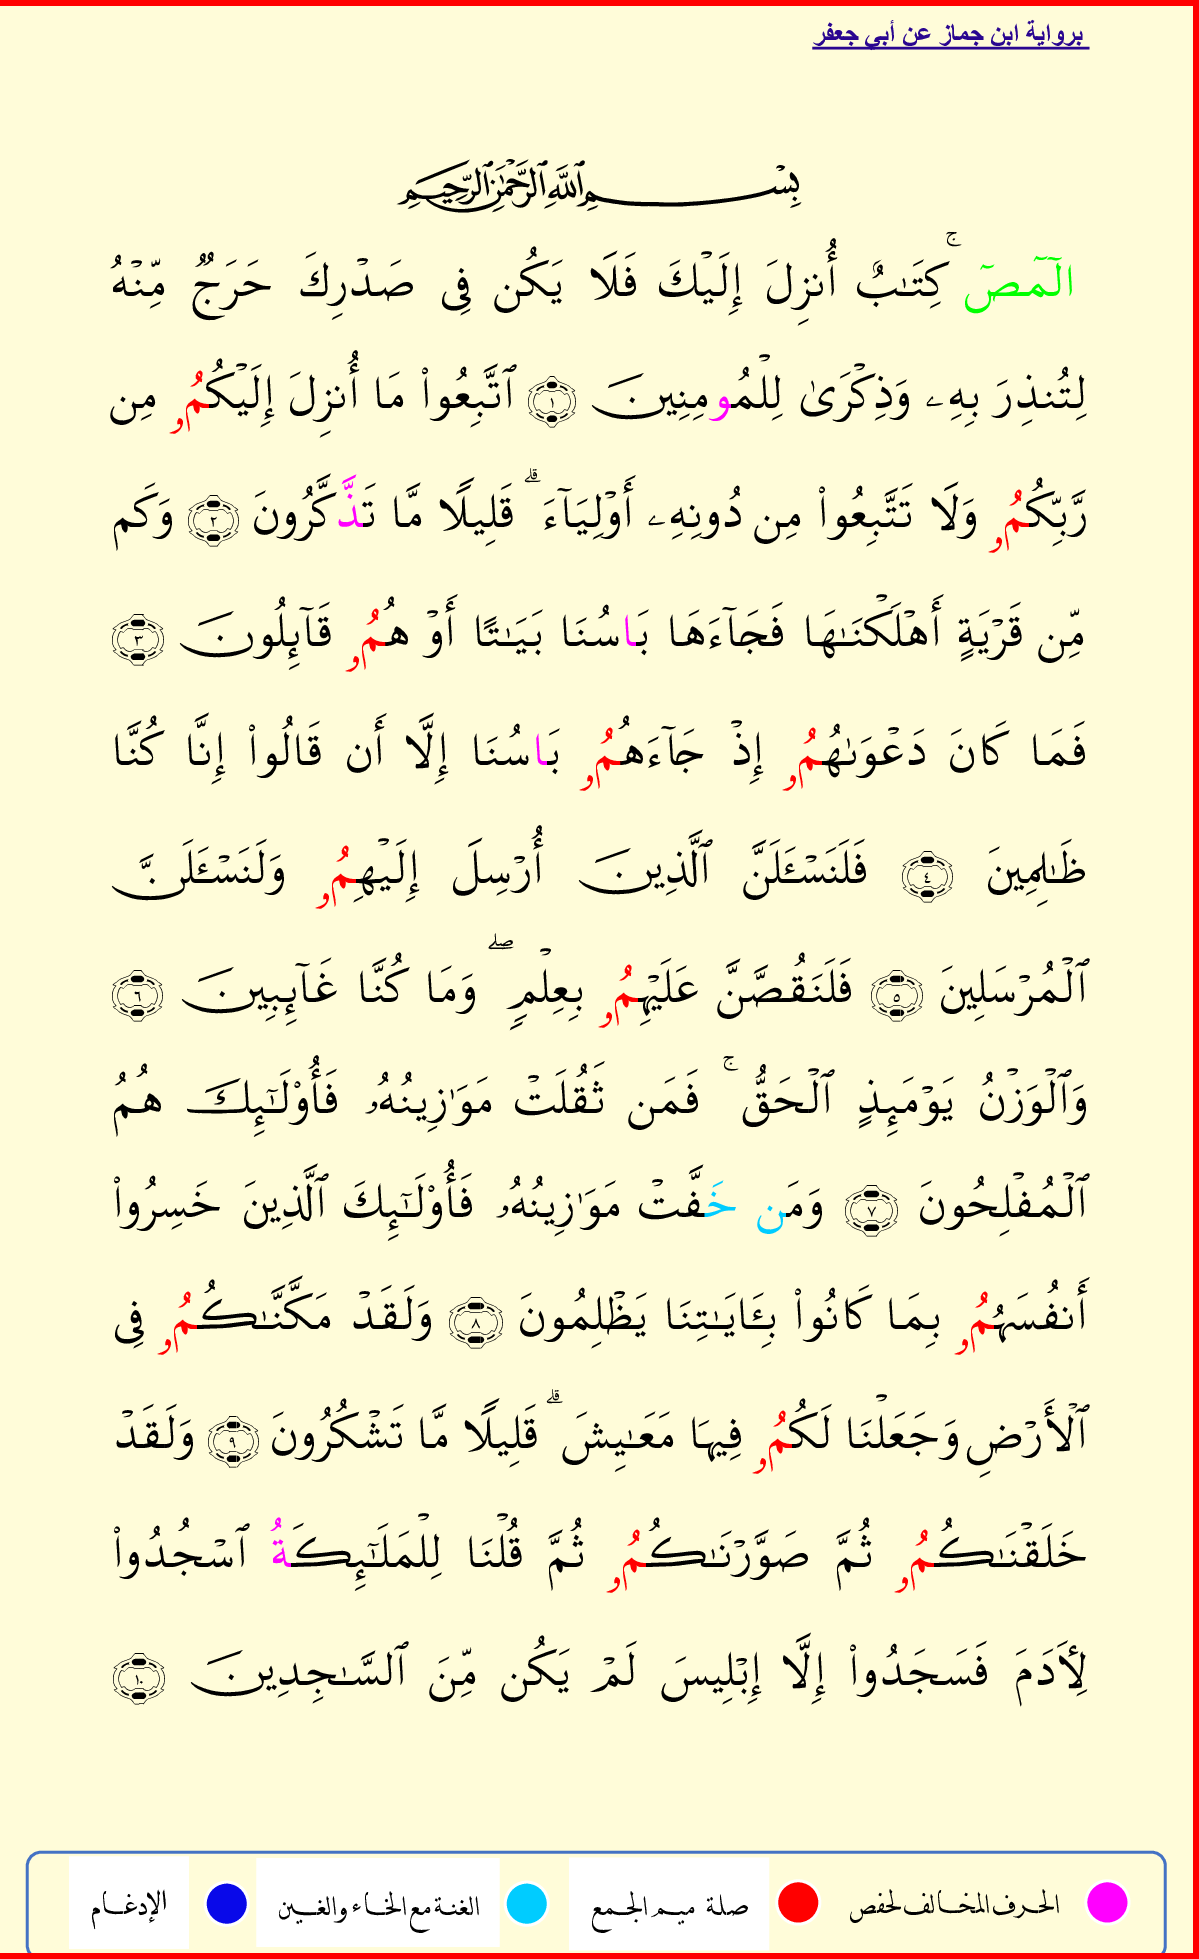 برواية ابن جماز عن أبي جعفر
بِسْمِ ٱللَّهِ ٱلرَّحْمَٰنِ ٱلرَّحِيمِ
الٓمٓصٓ ۚ كِتَـٰبٌ أُنزِلَ إِلَيْكَ فَلَا يَكُن فِى صَدْرِكَ حَرَجٌ مِّنْهُ
لِتُنذِرَ بِهِۦ وَذِكْرَىٰ لِلْمُومِنِينَ ١ ٱتَّبِعُوا۟ مَا أُنزِلَ إِلَيْكُمُۥ مِن
رَّبِّكُمُۥ وَلَا تَتَّبِعُوا۟ مِن دُونِهِۦ أَوْلِيَآءَ ۗ قَلِيلًا مَّا تَذَّكَّرُونَ ٢ وَكَم
مِّن قَرْيَةٍ أَهْلَكْنَـٰهَا فَجَآءَهَا بَاسُنَا بَيَـٰتًا أَوْ هُمُۥ قَآئِلُونَ ٣
فَمَا كَانَ دَعْوَىٰهُمُۥ إِذْ جَآءَهُمُۥ بَاسُنَا إِلَّا أَن قَالُوا۟ إِنَّا كُنَّا
ظَـٰلِمِينَ ٤ فَلَنَسْـَٔلَنَّ ٱلَّذِينَ أُرْسِلَ إِلَيْهِمُۥ وَلَنَسْـَٔلَنَّ
ٱلْمُرْسَلِينَ ٥ فَلَنَقُصَّنَّ عَلَيْهِمُۥ بِعِلْمٍ ۖ وَمَا كُنَّا غَآئِبِينَ ٦
وَٱلْوَزْنُ يَوْمَئِذٍ ٱلْحَقُّ ۚ فَمَن ثَقُلَتْ مَوَٰزِينُهُۥ فَأُو۟لَـٰٓئِكَ هُمُ
ٱلْمُفْلِحُونَ ٧ وَمَن خَفَّتْ مَوَٰزِينُهُۥ فَأُو۟لَـٰٓئِكَ ٱلَّذِينَ خَسِرُوا۟
أَنفُسَهُمُۥ بِمَا كَانُوا۟ بِـَٔايَـٰتِنَا يَظْلِمُونَ ٨ وَلَقَدْ مَكَّنَّـٰكُمُۥ فِى
ٱلْأَرْضِ وَجَعَلْنَا لَكُمُۥ فِيهَا مَعَـٰيِشَ ۗ قَلِيلًا مَّا تَشْكُرُونَ ٩ وَلَقَدْ
خَلَقْنَـٰكُمُۥ ثُمَّ صَوَّرْنَـٰكُمُۥ ثُمَّ قُلْنَا لِلْمَلَـٰٓئِكَةُ ٱسْجُدُوا۟
لِأَدَمَ فَسَجَدُوا۟ إِلَّا إِبْلِيسَ لَمْ يَكُن مِّنَ ٱلسَّـٰجِدِينَ ١٠
الحرف المخالف لحفص صلة ميم الجمع الغنة مع الخاء والغين الإدغام